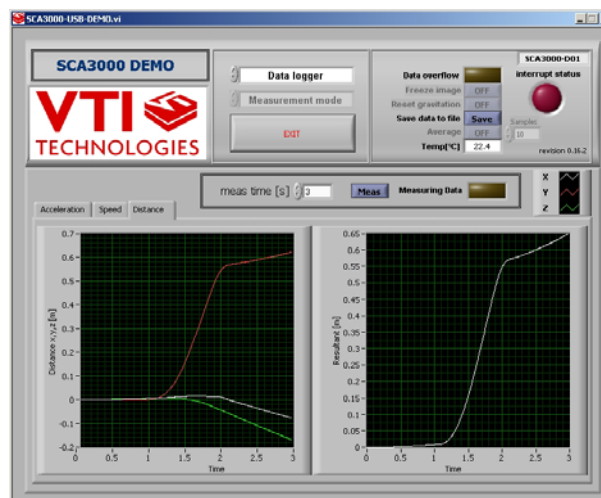 SCA3000-USB-DEMO.vi
SCA3000 DEMO
VTI
TECHNOLOGIES
Data logger
Measurement mode
EXIT
SCA3000-D01
Data overflow
interrupt status
Freeze image OFF
Reset gravitation OFF
Save data to file Save
Samples
Average OFF 10
Temp[°C] 22.4
revision 0.16.2
meas time [s] 3 Meas Measuring Data
X
Y
Z
Acceleration Speed Distance
Distance x,y,z [m]
0.7
0.6
0.5
0.4
0.3
0.2
0.1
0
-0.1
-0.2
0 0.5 1 1.5 2 2.5 3
Time
Resultant [m]
0.65
0.6
0.55
0.5
0.45
0.4
0.35
0.3
0.25
0.2
0.15
0.1
0.05
0
0 0.5 1 1.5 2 2.5 3
Time